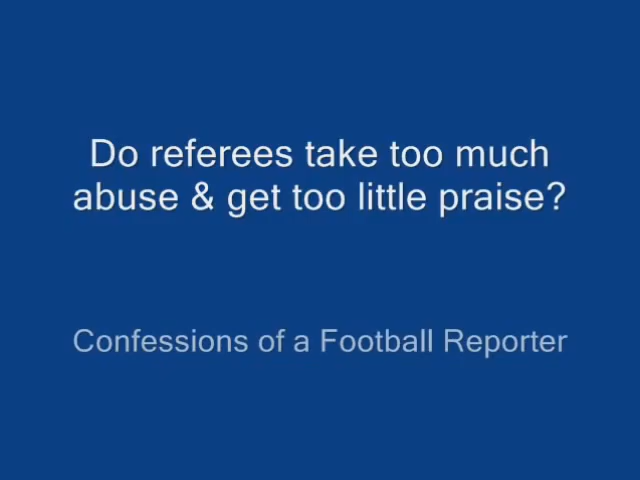 Do referees take too much
abuse & get too little praise?
Confessions of a Football Reporter